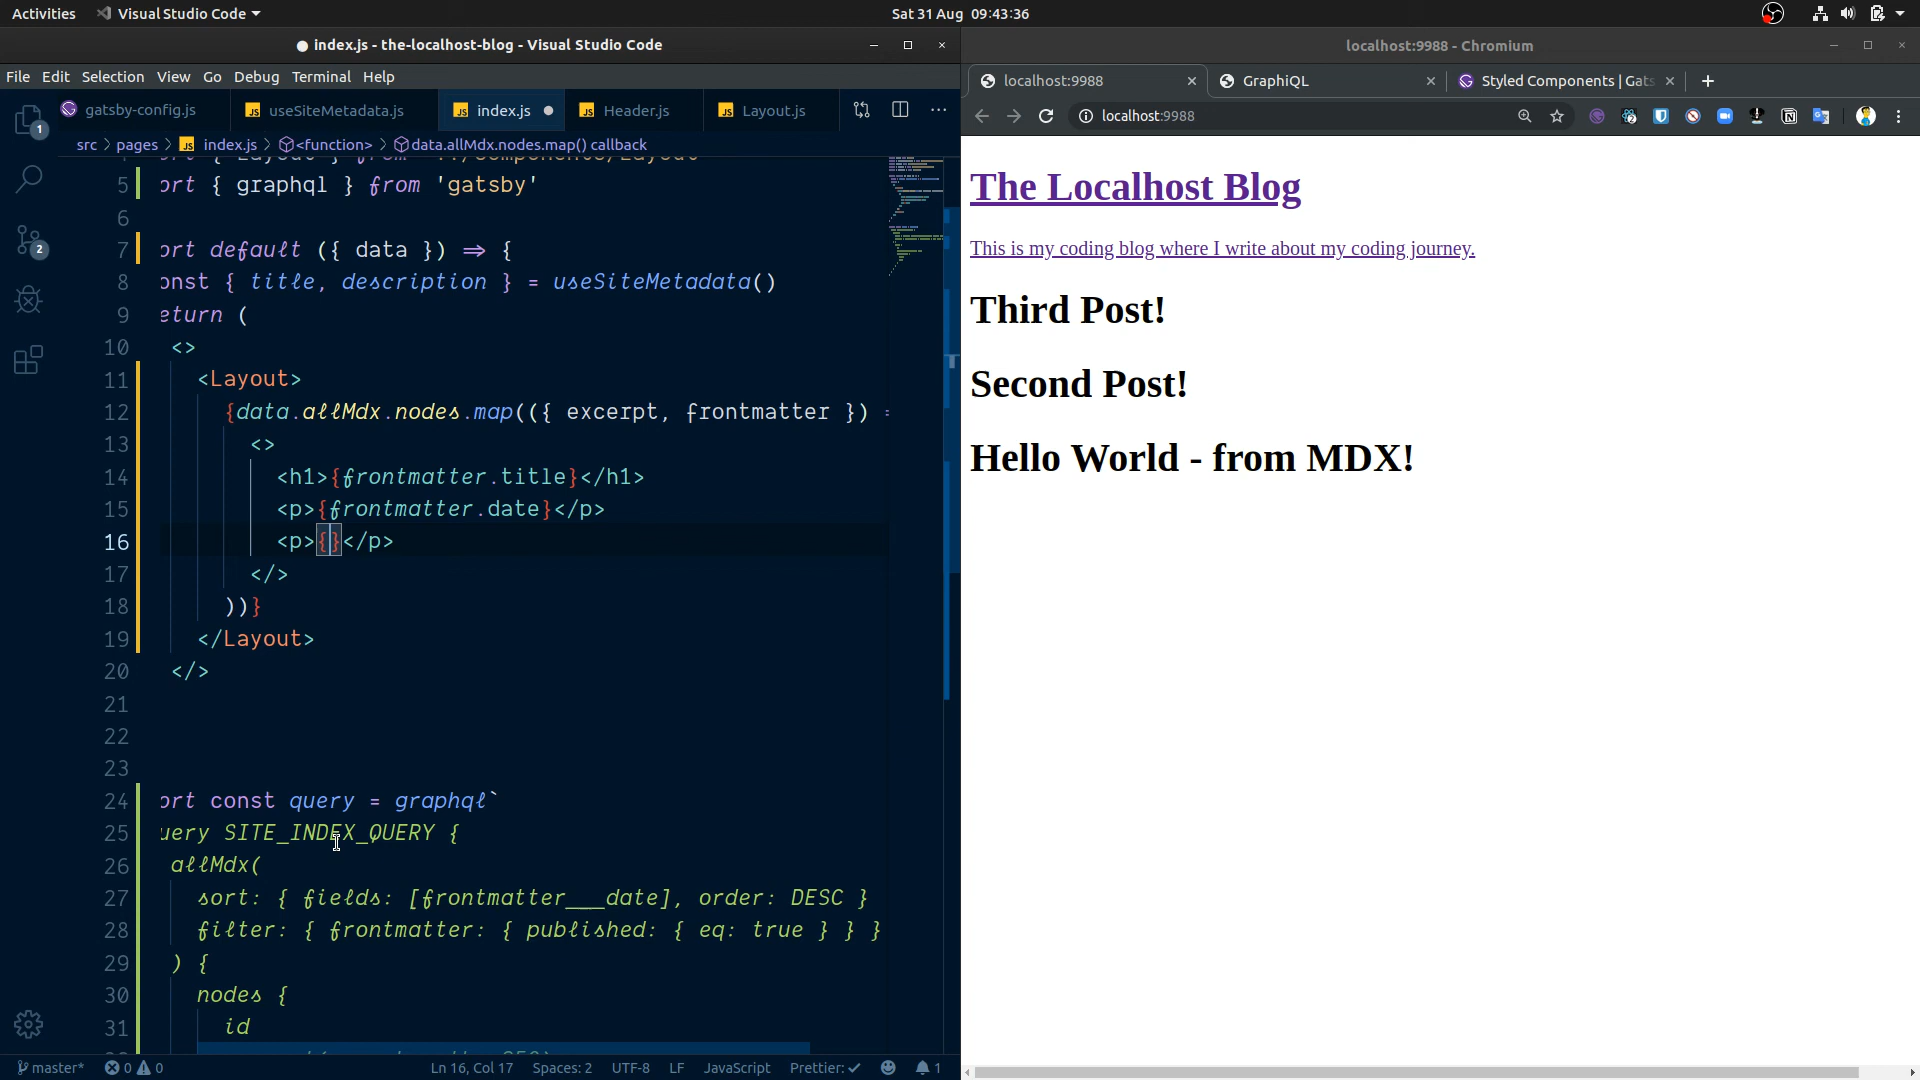 Activities
Visual Studio Code
Sat 31 Aug 09:43:36
index.js - the-localhost-blog - Visual Studio Code
File Edit Selection View Go Debug Terminal Help
gatsby-config.js
useSiteMetadata.js
index.js
Header.js
Layout.js
src > pages > index.js > <function> > data.allMdx.nodes.map() callback
5 ort { graphql } from 'gatsby'
6
7 ort default ({ data }) => {
8 onst { title, description } = useSiteMetadata()
9 eturn (
10 <>
11 <Layout>
12 {data.allMdx.nodes.map(({ excerpt, frontmatter }) =
13 <>
14 <h1>{frontmatter.title}</h1>
15 <p>{frontmatter.date}</p>
16 <p>{}</p>
17 </>
18 ))}
19 </Layout>
20 </>
21
22
23
24 ort const query = graphql`
25 uery SITE_INDEX_QUERY {
26 allMdx(
27 sort: { fields: [frontmatter___date], order: DESC }
28 filter: { frontmatter: { published: { eq: true } } }
29 ) {
30 nodes {
31 id
1
2
master*
0
0
Ln 16, Col 17
Spaces: 2
UTF-8
LF
JavaScript
Prettier: ✓
1
localhost:9988 - Chromium
localhost:9988
GraphiQL
Styled Components | Gats
localhost:9988
The Localhost Blog
This is my coding blog where I write about my coding journey.
Third Post!
Second Post!
Hello World - from MDX!